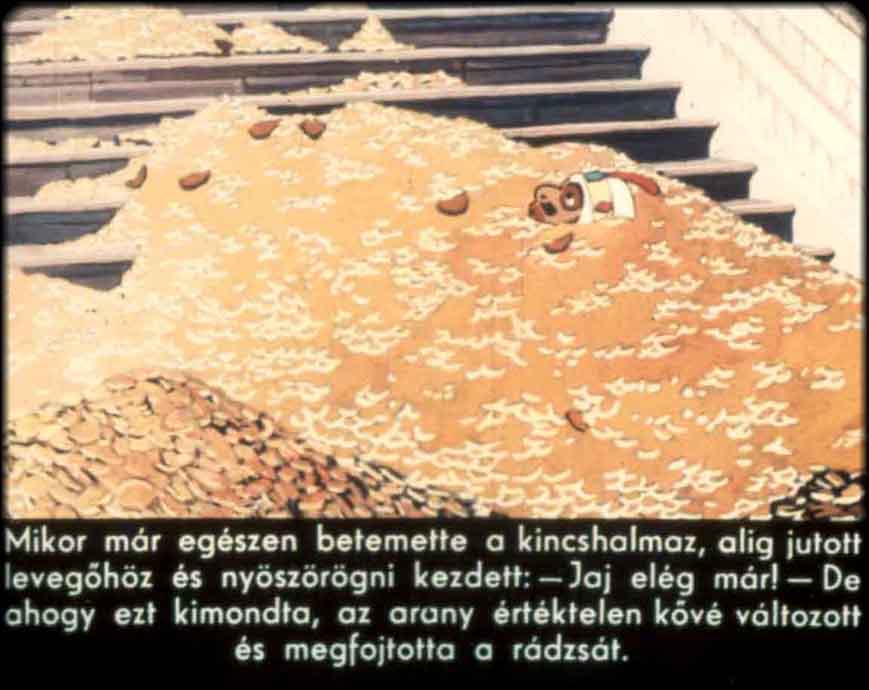 Mikor már egészen betemette a kincshalmaz, alig jutott
levegőhöz és nyöszörögni kezdett: — Jaj elég már! — De
ahogy ezt kimondta, az arany értéktelen kővé változott
és megfojtotta a rádzsát.